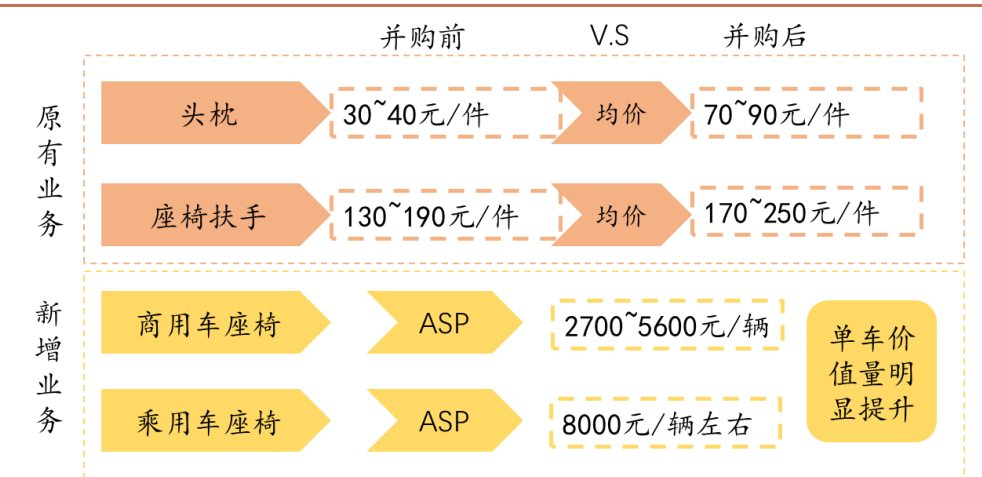 并购前 V.S 并购后
原有业务
头枕 30~40元/件 均价 70~90元/件
座椅扶手 130~190元/件 均价 170~250元/件
新增业务
商用车座椅 ASP 2700~5600元/辆
乘用车座椅 ASP 8000元/辆左右
单车价
值量明
显提升